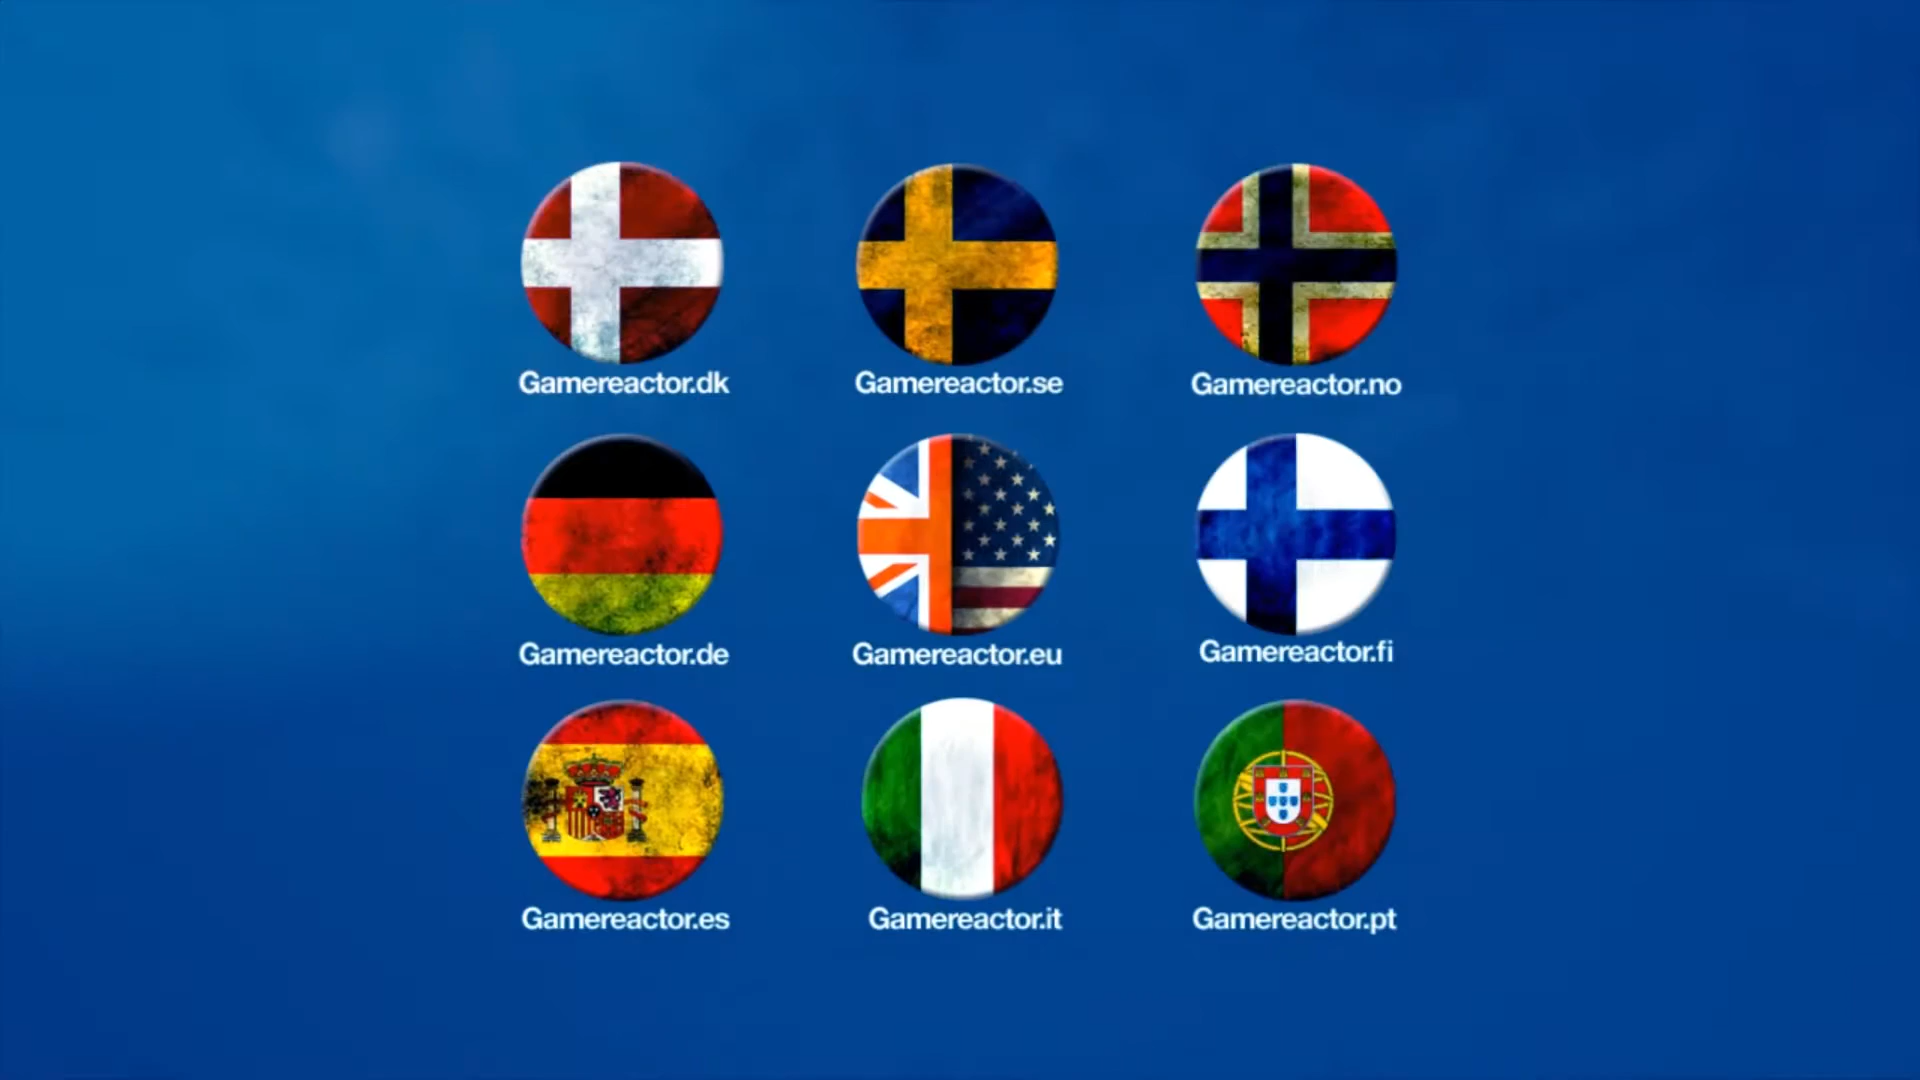 Gamereactor.dk
Gamereactor.se
Gamereactor.no
Gamereactor.de
Gamereactor.eu
Gamereactor.fi
Gamereactor.es
Gamereactor.it
Gamereactor.pt